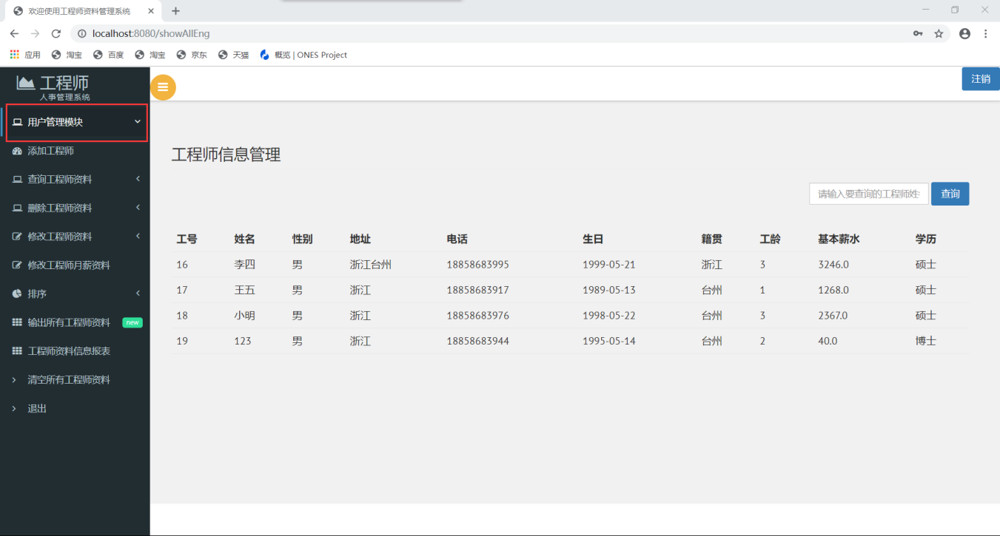 欢迎使用工程师资料管理系统
localhost:8080/showAllEng
应用 淘宝 百度 淘宝 京东 天猫 概览 | ONES Project
工程师
人事管理系统
注销
用户管理模块
添加工程师
查询工程师资料
删除工程师资料
修改工程师资料
修改工程师月薪资料
排序
输出所有工程师资料 new
工程师资料信息报表
清空所有工程师资料
退出
工程师信息管理
请输入要查询的工程师姓 查询
工号 姓名 性别 地址 电话 生日 籍贯 工龄 基本薪水 学历
16 李四 男 浙江台州 18858683995 1999-05-21 浙江 3 3246.0 硕士
17 王五 男 浙江 18858683917 1989-05-13 台州 1 1268.0 硕士
18 小明 男 浙江 18858683976 1998-05-22 台州 3 2367.0 硕士
19 123 男 浙江 18858683944 1995-05-14 台州 2 40.0 博士